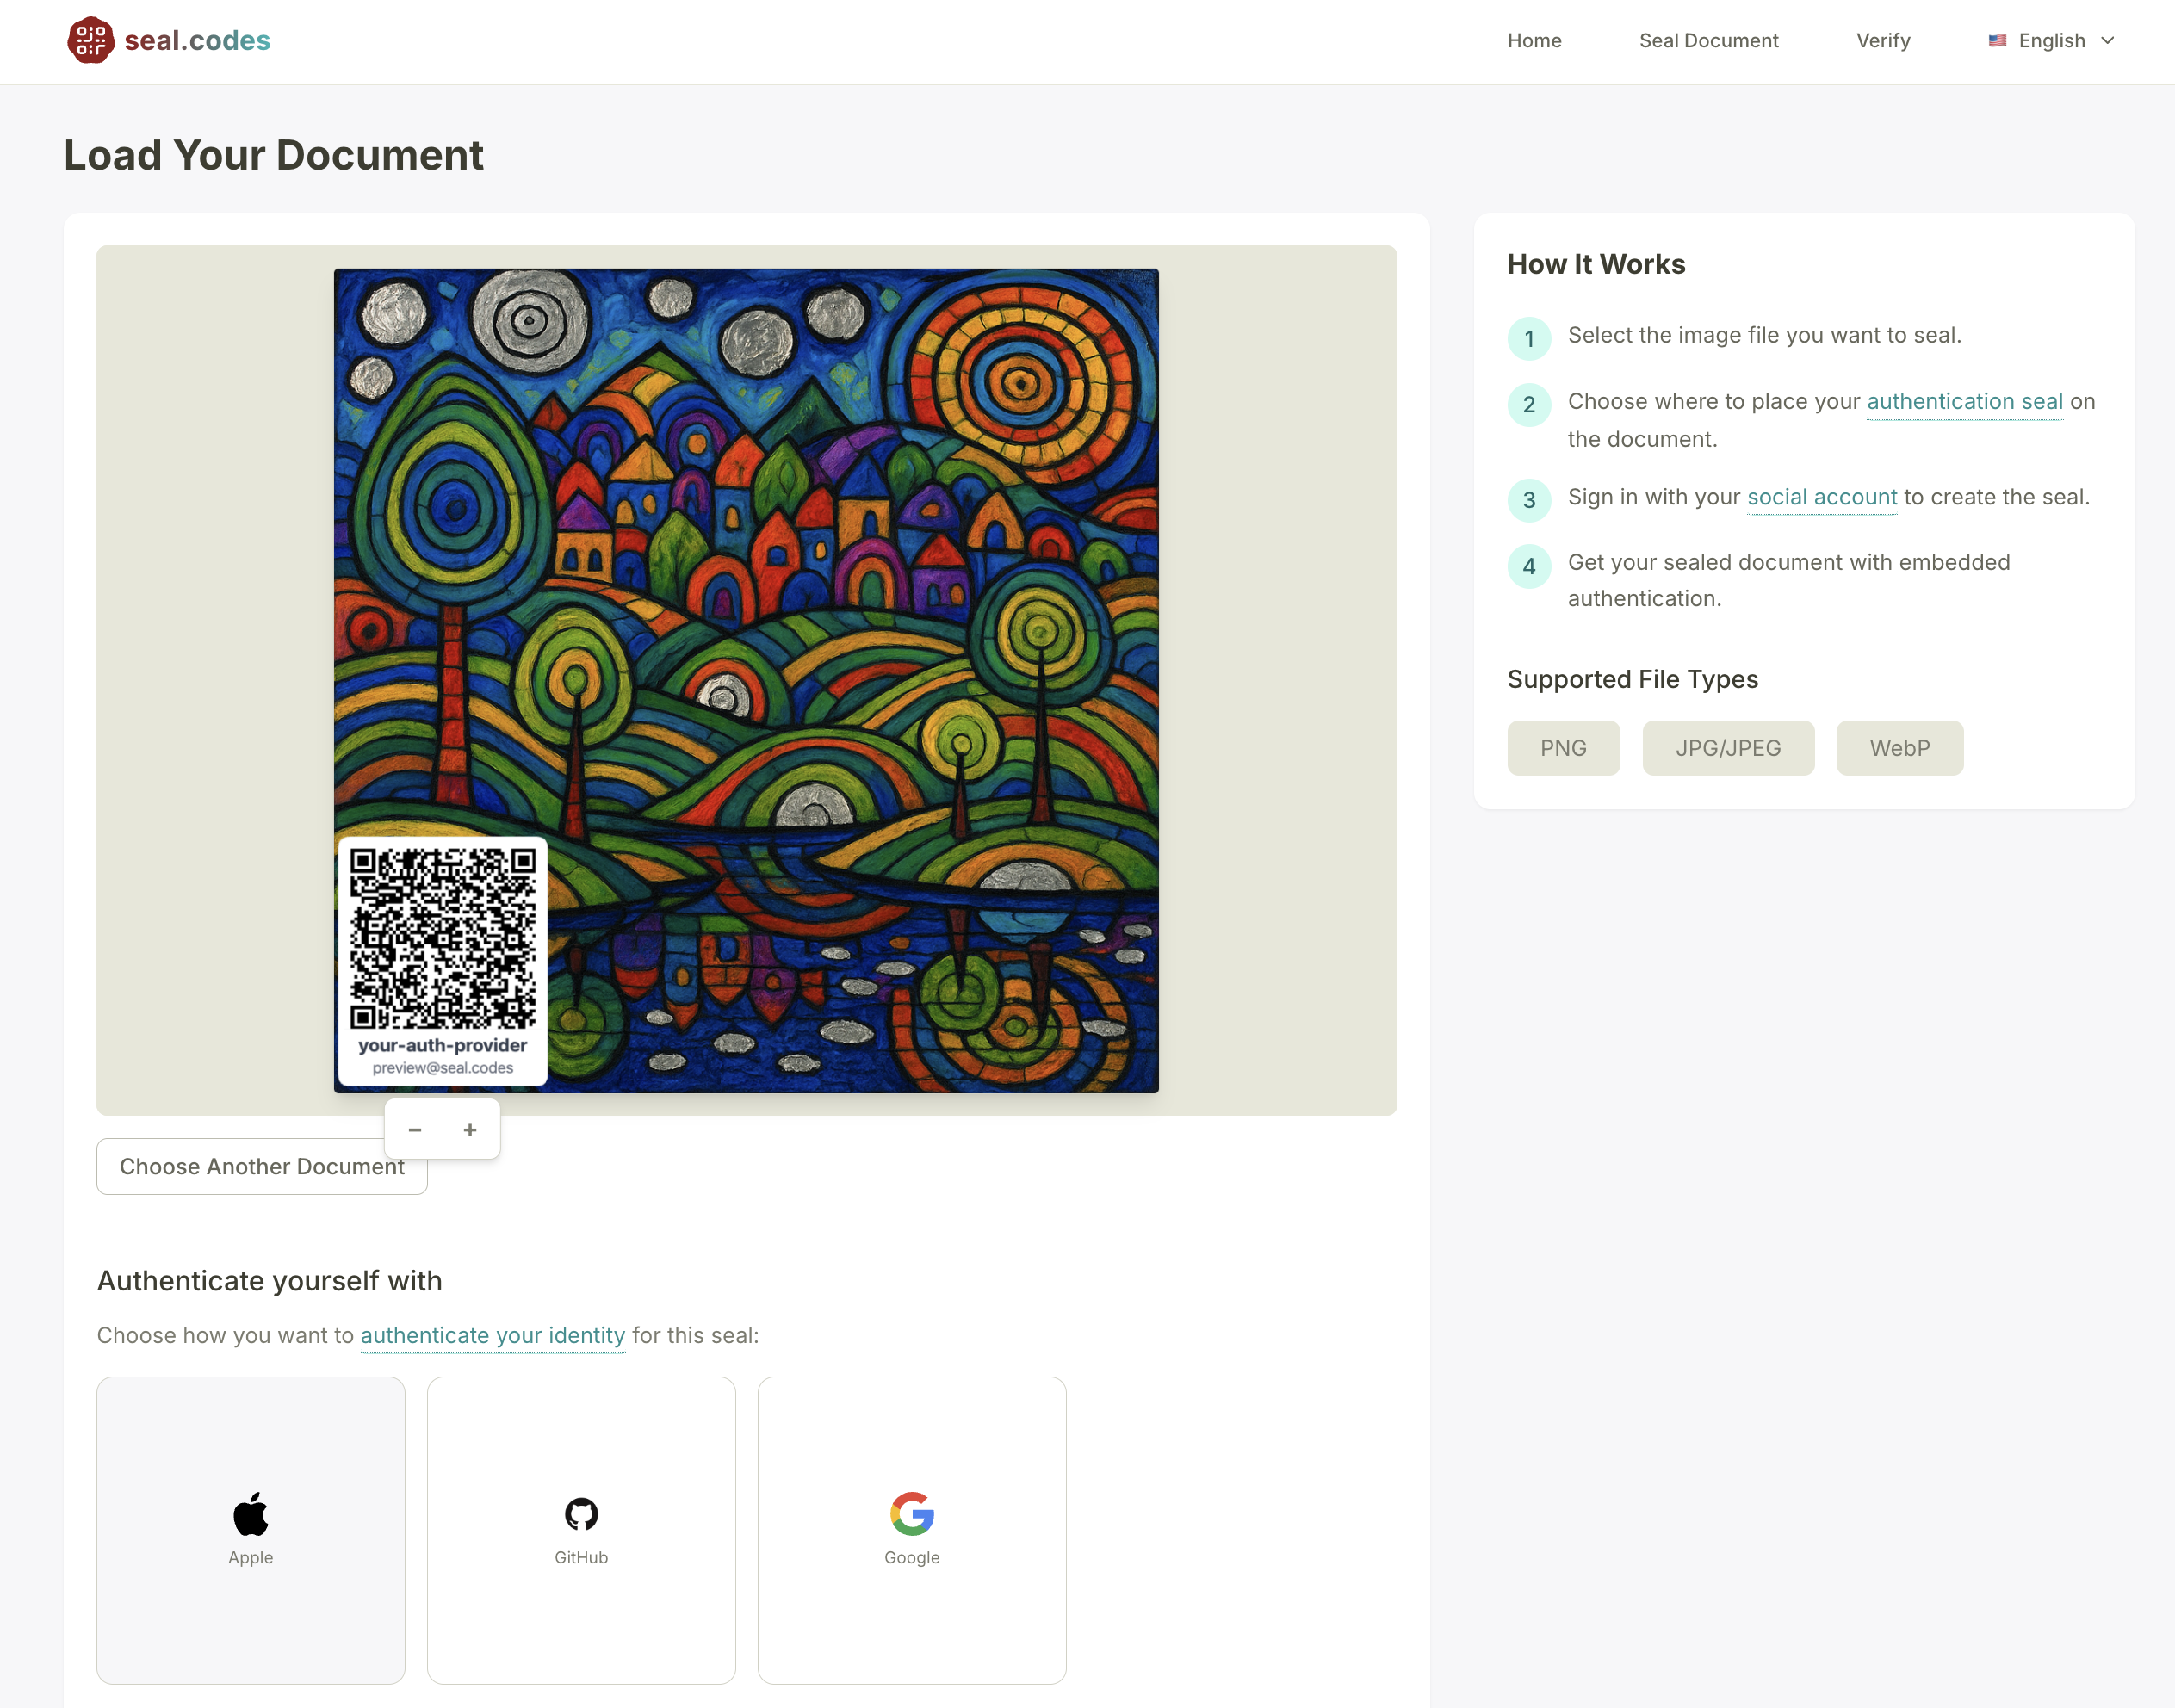 seal.codes
Home
Seal Document
Verify
English
Load Your Document
your-auth-provider
preview@seal.codes
−
+
Choose Another Document
Authenticate yourself with
Choose how you want to authenticate your identity for this seal:
Apple
GitHub
Google
How It Works
1
Select the image file you want to seal.
2
Choose where to place your authentication seal on
the document.
3
Sign in with your social account to create the seal.
4
Get your sealed document with embedded
authentication.
Supported File Types
PNG
JPG/JPEG
WebP